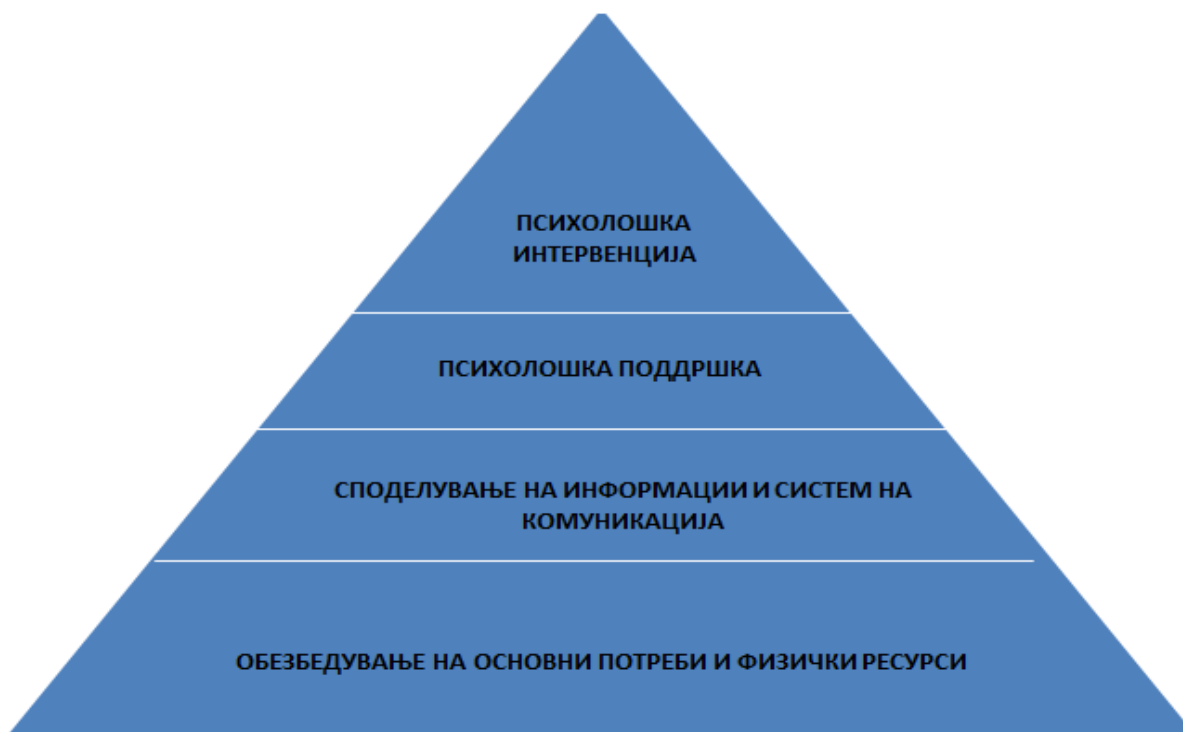 ПСИХОЛОШКА
ИНТЕРВЕНЦИЈА
ПСИХОЛОШКА ПОДДРШКА
СПОДЕЛУВАЊЕ НА ИНФОРМАЦИИ И СИСТЕМ НА
КОМУНИКАЦИЈА
ОБЕЗБЕДУВАЊЕ НА ОСНОВНИ ПОТРЕБИ И ФИЗИЧКИ РЕСУРСИ